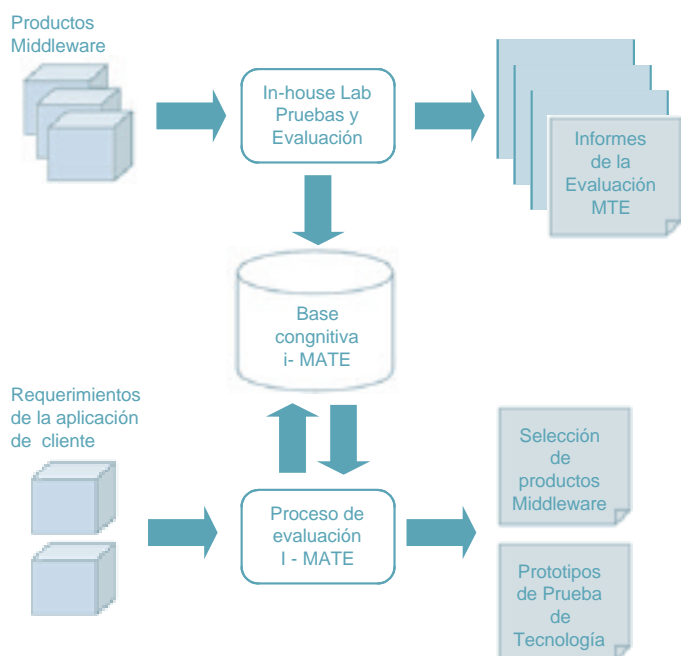 Productos
Middleware
In-house Lab
Pruebas y
Evaluación
Informes
de la
Evaluación
MTE
Base
congnitiva
i- MATE
Requerimientos
de la aplicación
de cliente
Proceso de
evaluación
I - MATE
Selección
de
productos
Middleware
Prototipos
de Prueba
de
Tecnología